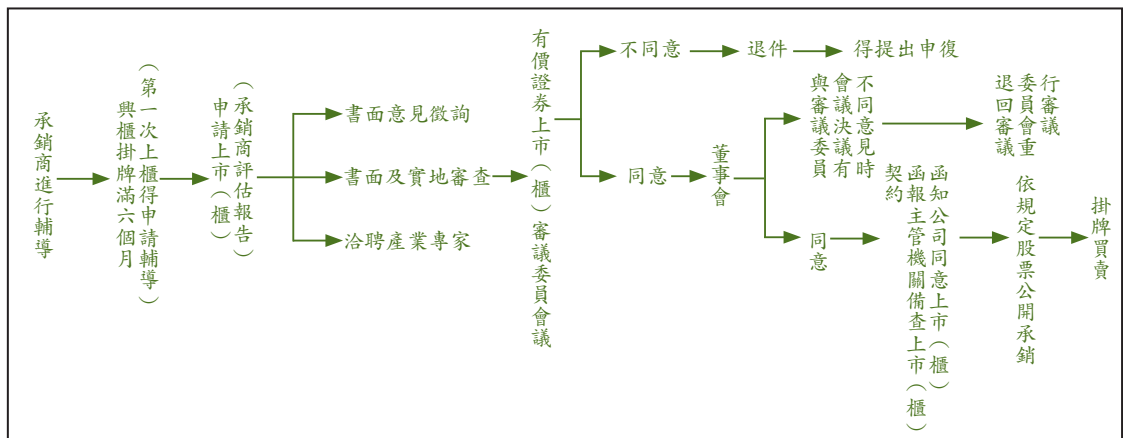 承銷商進行輔導
興櫃掛牌滿六個月
（第一次上櫃得申請輔導）
申請上市（櫃）
（承銷商評估報告）
書面意見徵詢
書面及實地審查
洽聘產業專家
有價證券上市（櫃）審議委員會議
不同意
退件
得提出申復
同意
董事會
與審議委員
會議決議有
不同意見時
退回審議
委員會重
行審議
同意
函知公司同意上市（櫃）
函報主管機關備查上市（櫃）
契約
依規定股票公開承銷
掛牌買賣